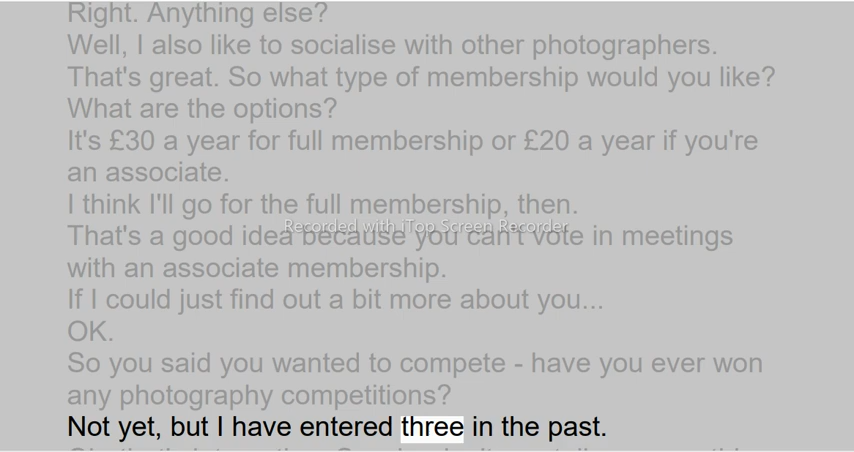 Right. Anything else?
Well, I also like to socialise with other photographers.
That's great. So what type of membership would you like?
What are the options?
It's £30 a year for full membership or £20 a year if you're
an associate.
I think I'll go for the full membership, then.
Recorded with iTop Screen Recorder
That's a good idea because you can't vote in meetings
with an associate membership.
If I could just find out a bit more about you...
OK.
So you said you wanted to compete - have you ever won
any photography competitions?
Not yet, but I have entered three in the past.